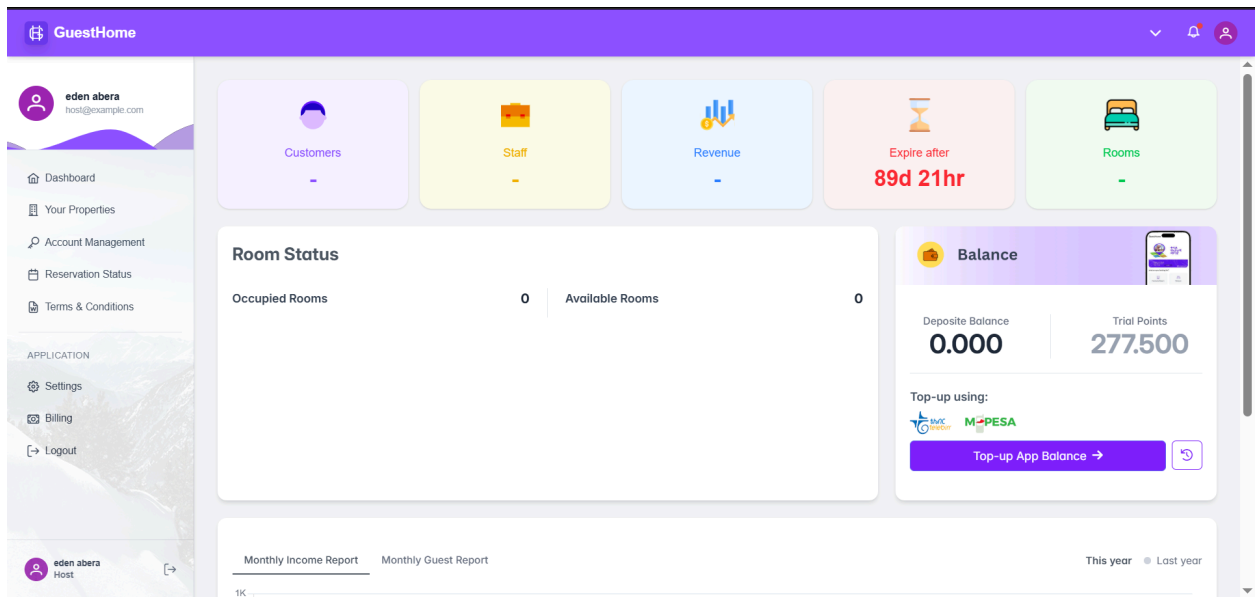 GuestHome
eden abera
host@example.com
Dashboard
Your Properties
Account Management
Reservation Status
Terms & Conditions
APPLICATION
Settings
Billing
Logout
eden abera
Host
Customers
-
Staff
-
Revenue
-
Expire after
89d 21hr
Rooms
-
Room Status
Occupied Rooms 0
Available Rooms 0
Balance
Deposite Balance
0.000
Trial Points
277.500
Top-up using:
M-PESA
Top-up App Balance →
Monthly Income Report Monthly Guest Report
This year Last year
1K